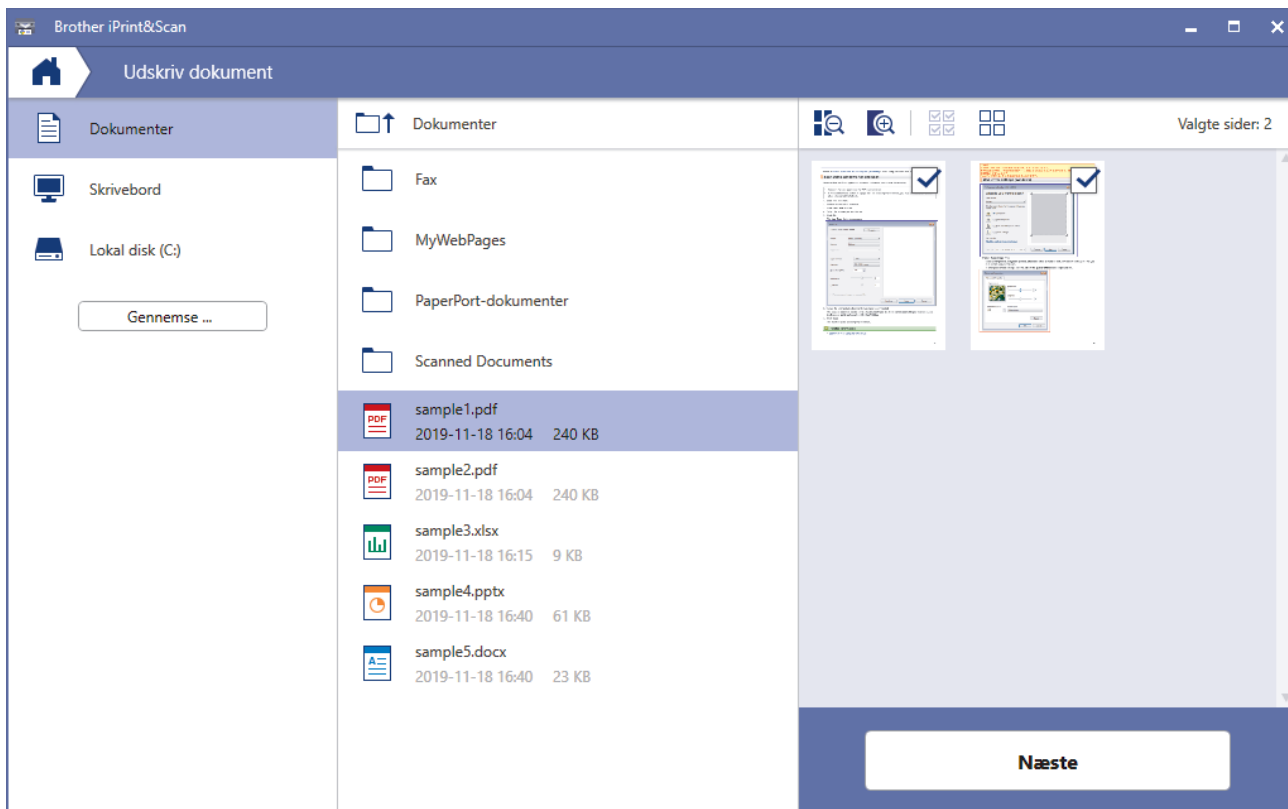 Brother iPrint&Scan
Udskriv dokument
Dokumenter
Skrivebord
Lokal disk (C:)
Gennemse ...
Dokumenter
Fax
MyWebPages
PaperPort-dokumenter
Scanned Documents
sample1.pdf
2019-11-18 16:04 240 KB
sample2.pdf
2019-11-18 16:04 240 KB
sample3.xlsx
2019-11-18 16:15 9 KB
sample4.pptx
2019-11-18 16:40 61 KB
sample5.docx
2019-11-18 16:40 23 KB
PDF
PDF
Valgte sider: 2
Næste